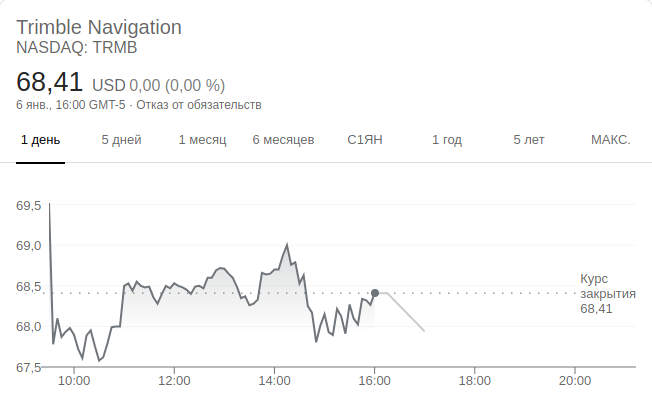 Trimble Navigation
NASDAQ: TRMB
68,41 USD 0,00 (0,00 %)
6 янв., 16:00 GMT-5 · Отказ от обязательств
1 день 5 дней 1 месяц 6 месяцев С1ЯН 1 год 5 лет МАКС.
69,5
69,0
68,5
68,0
67,5
Курс
закрытия
68,41
10:00 12:00 14:00 16:00 18:00 20:00